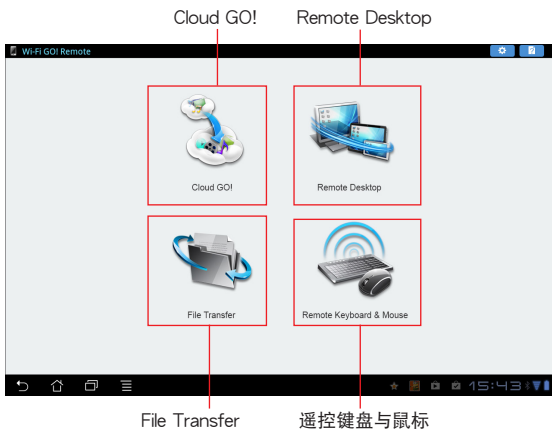 Cloud GO! Remote Desktop
Wi-Fi GO! Remote
Cloud GO! Remote Desktop
File Transfer Remote Keyboard & Mouse
15:43
File Transfer 遥控键盘与鼠标